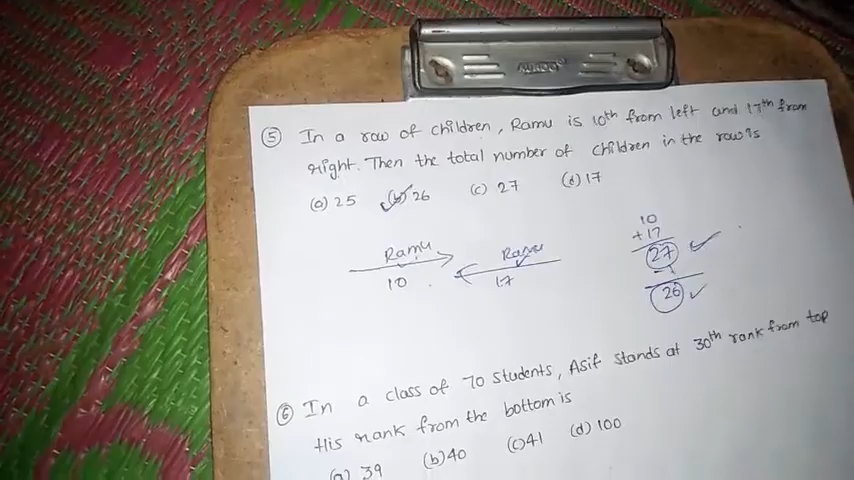 ⑤ In a row of children, Ramu is 10th from left and 17th from
right. Then the total number of children in the row is
(a) 25 (b) 26 (c) 27 (d) 17
Ramu Ramu
10 17
10
+17
27
-1
26
⑥ In a class of 70 students, Asif stands at 30th rank from top
His rank from the bottom is
(a) 39 (b) 40 (c) 41 (d) 100